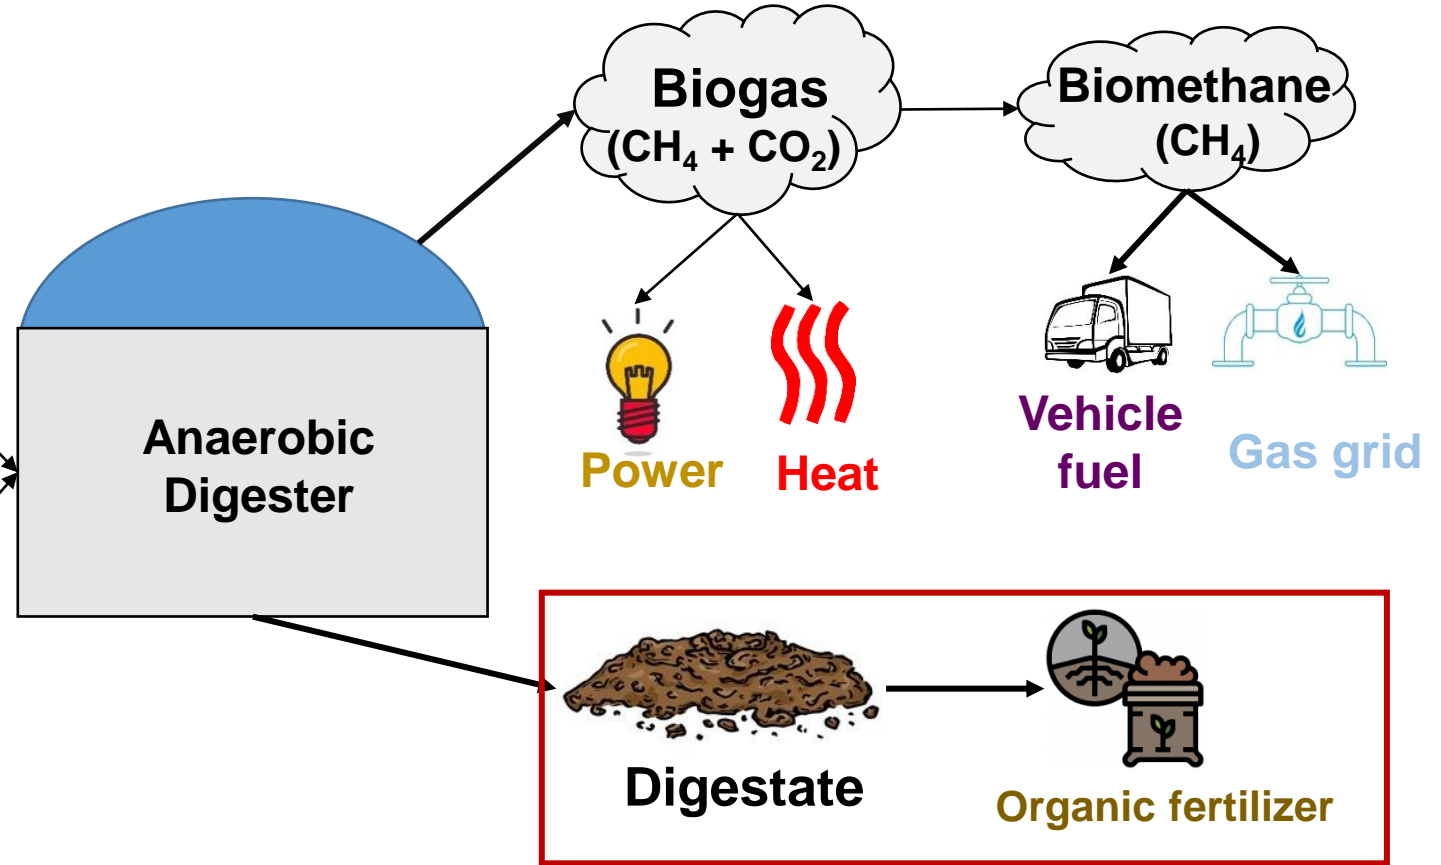 Biogas
(CH₄ + CO₂)
Biomethane
(CH₄)
Anaerobic
Digester
Power
Heat
Vehicle
fuel
Gas grid
Digestate
Organic fertilizer